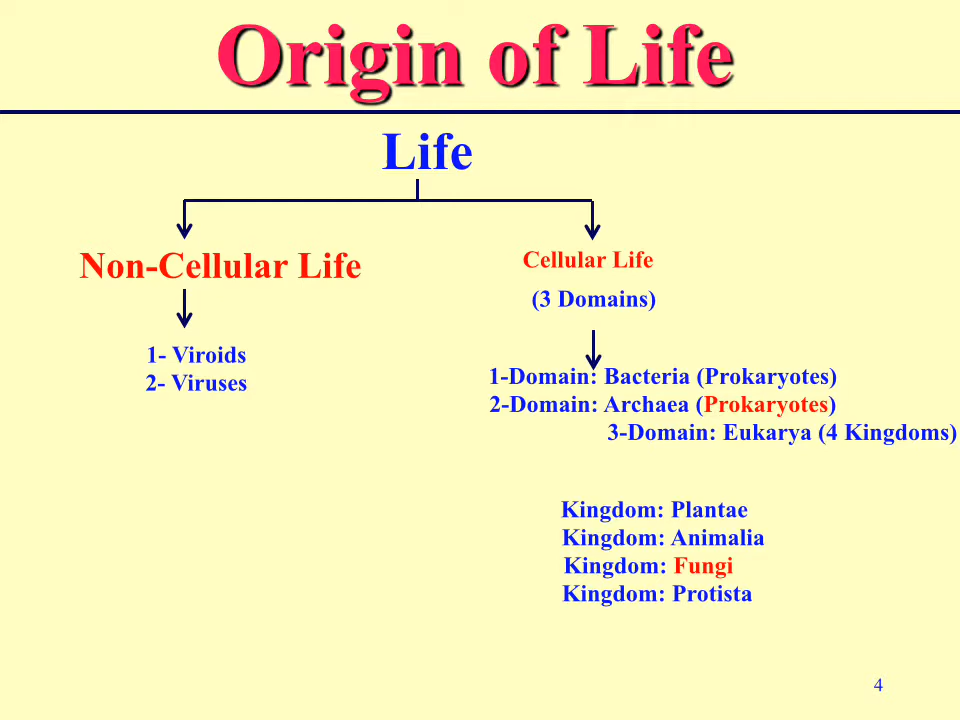 Origin of Life
Life
Non-Cellular Life
1- Viroids
2- Viruses
Cellular Life
(3 Domains)
1-Domain: Bacteria (Prokaryotes)
2-Domain: Archaea (Prokaryotes)
3-Domain: Eukarya (4 Kingdoms)
Kingdom: Plantae
Kingdom: Animalia
Kingdom: Fungi
Kingdom: Protista
4